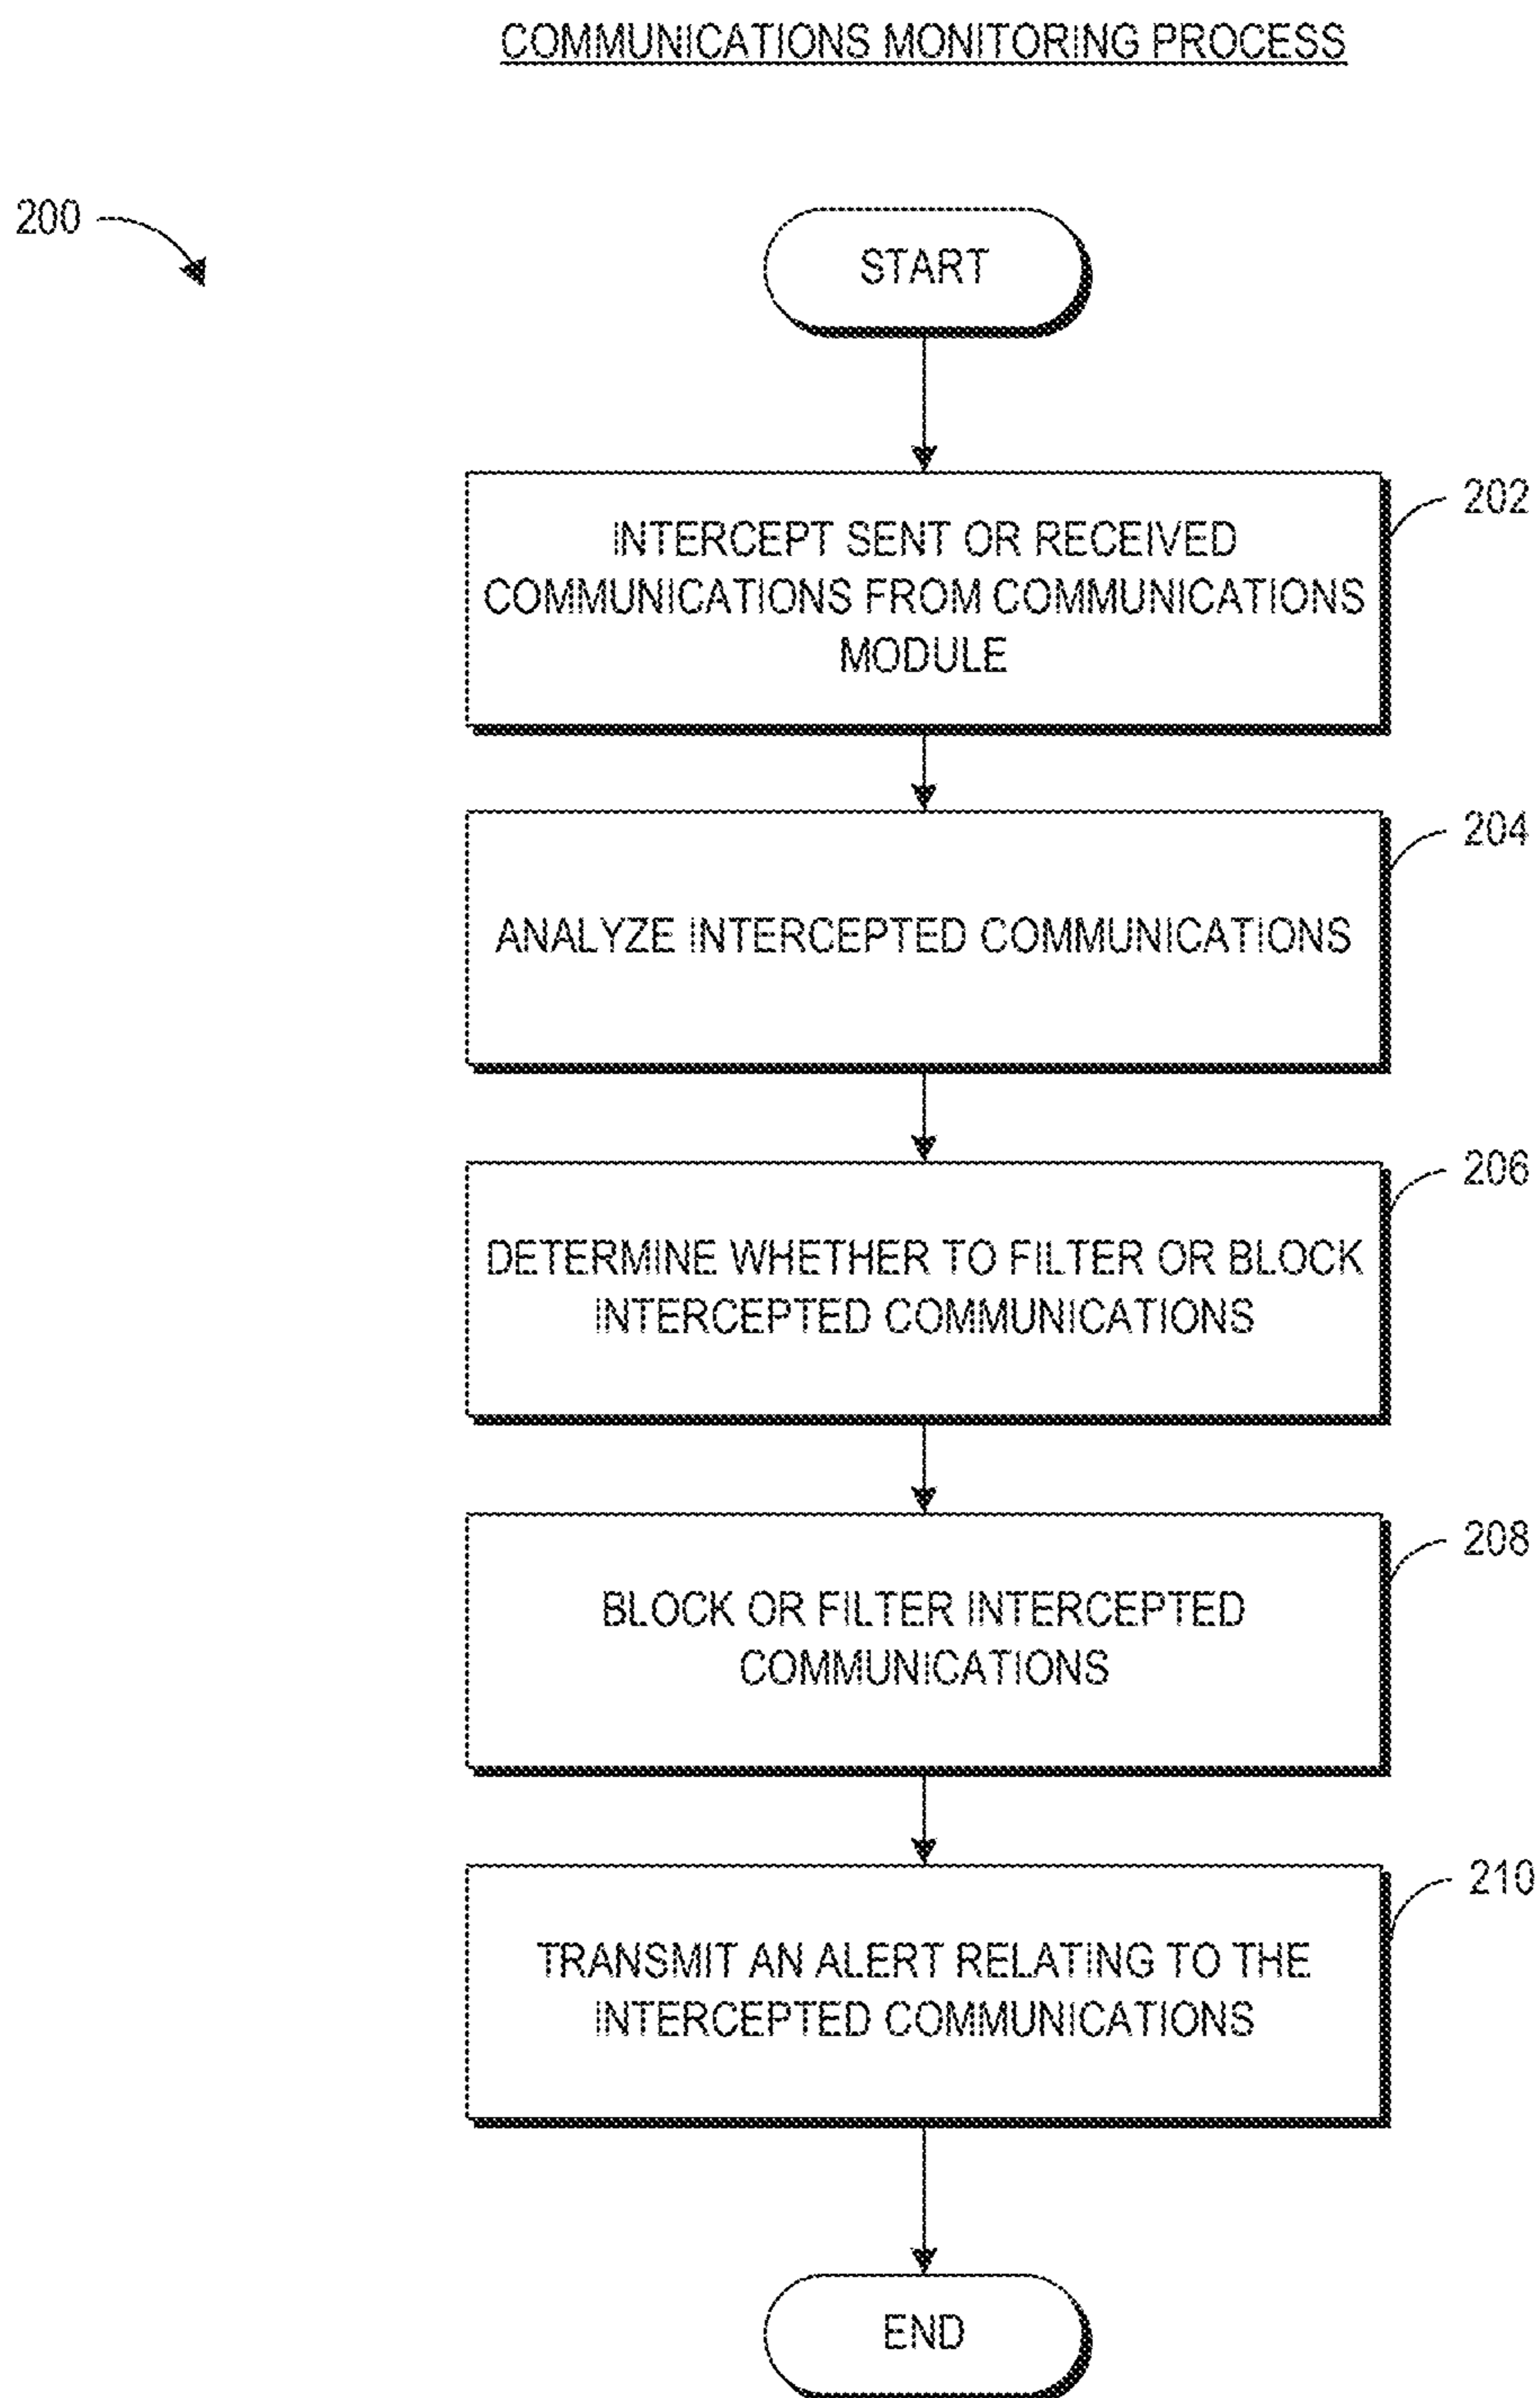 COMMUNICATIONS MONITORING PROCESS
200
START
202
INTERCEPT SENT OR RECEIVED
COMMUNICATIONS FROM COMMUNICATIONS
MODULE
204
ANALYZE INTERCEPTED COMMUNICATIONS
206
DETERMINE WHETHER TO FILTER OR BLOCK
INTERCEPTED COMMUNICATIONS
208
BLOCK OR FILTER INTERCEPTED
COMMUNICATIONS
210
TRANSMIT AN ALERT RELATING TO THE
INTERCEPTED COMMUNICATIONS
END